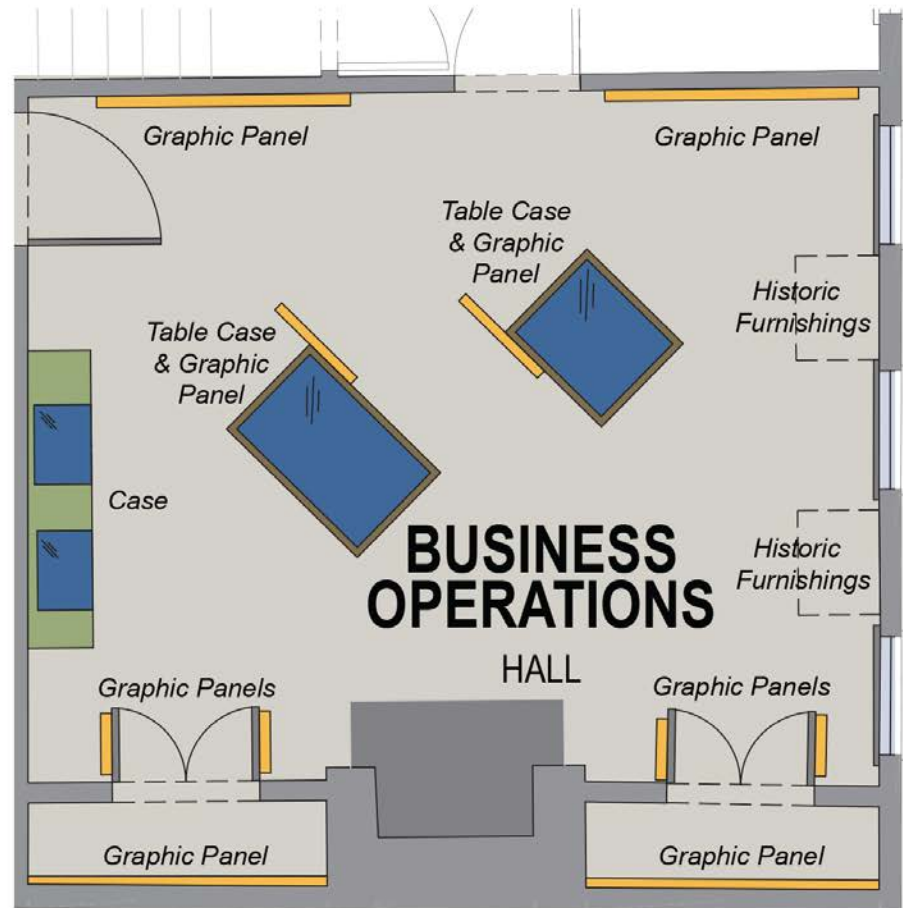 Graphic Panel
Graphic Panel
Table Case
& Graphic
Panel
Historic
Furnishings
Table Case
& Graphic
Panel
Case
BUSINESS
OPERATIONS
HALL
Historic
Furnishings
Graphic Panels
Graphic Panels
Graphic Panel
Graphic Panel